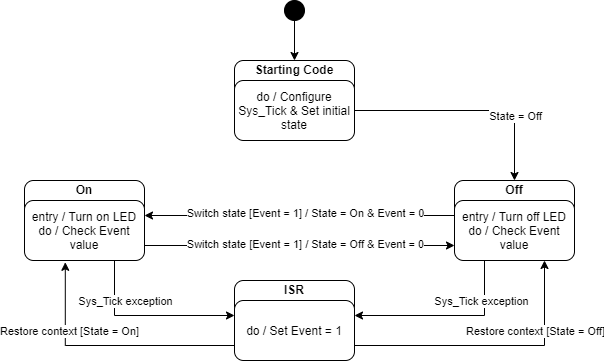 Starting Code
do / Configure
Sys_Tick & Set initial
state
State = Off
On
entry / Turn on LED
do / Check Event
value
Switch state [Event = 1] / State = On & Event = 0
Switch state [Event = 1] / State = Off & Event = 0
Off
entry / Turn off LED
do / Check Event
value
Sys_Tick exception
Sys_Tick exception
ISR
do / Set Event = 1
Restore context [State = On]
Restore context [State = Off]